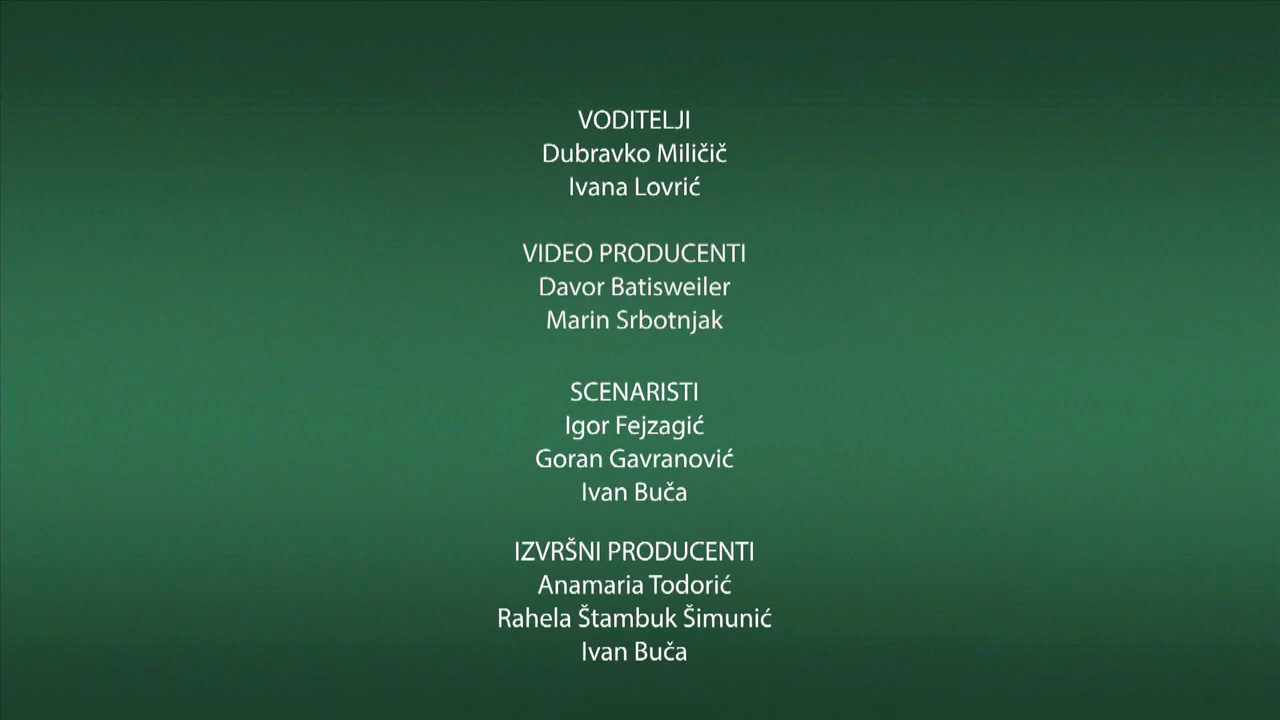 VODITELJI
Dubravko Miličič
Ivana Lovrić
VIDEO PRODUCENTI
Davor Batisweiler
Marin Srbotnjak
SCENARISTI
Igor Fejzagić
Goran Gavranović
Ivan Buča
IZVRŠNI PRODUCENTI
Anamaria Todorić
Rahela Štambuk Šimunić
Ivan Buča